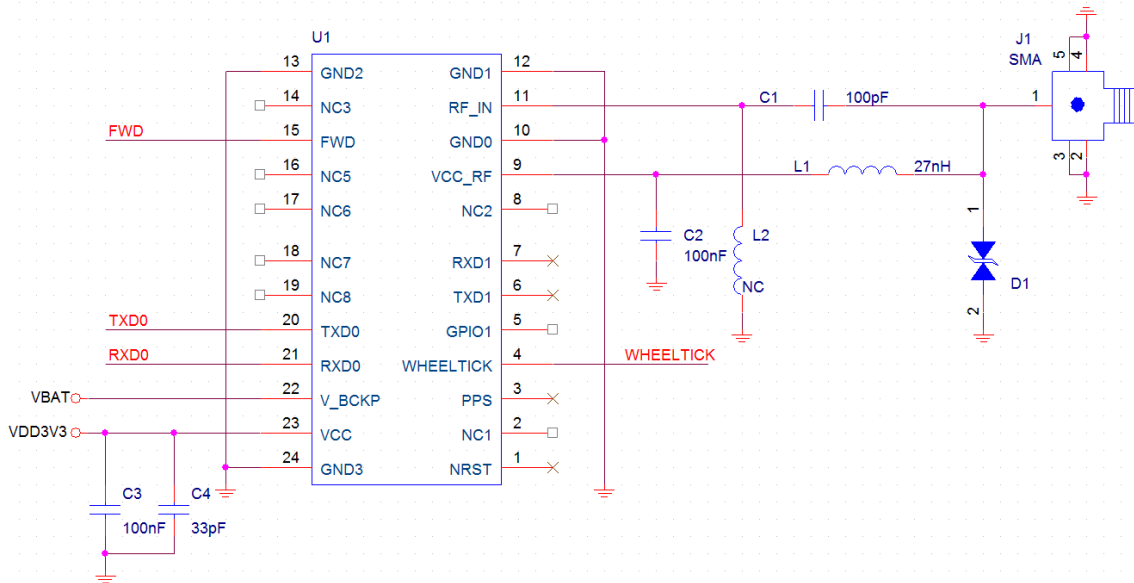 U1
J1
SMA
5
4
1
3
2
13 GND2 GND1 12
14 NC3 RF_IN 11
C1 100pF
FWD 15 FWD GND0 10
16 NC5 VCC_RF 9
L1 27nH
17 NC6 NC2 8
1
C2
100nF
L2
NC
D1
2
18 NC7 RXD1 7
19 NC8 TXD1 6
TXD0 20 TXD0 GPIO1 5
RXD0 21 RXD0 WHEELTICK 4 WHEELTICK
VBAT 22 V_BCKP PPS 3
VDD3V3 23 VCC NC1 2
24 GND3 NRST 1
C3
100nF
C4
33pF